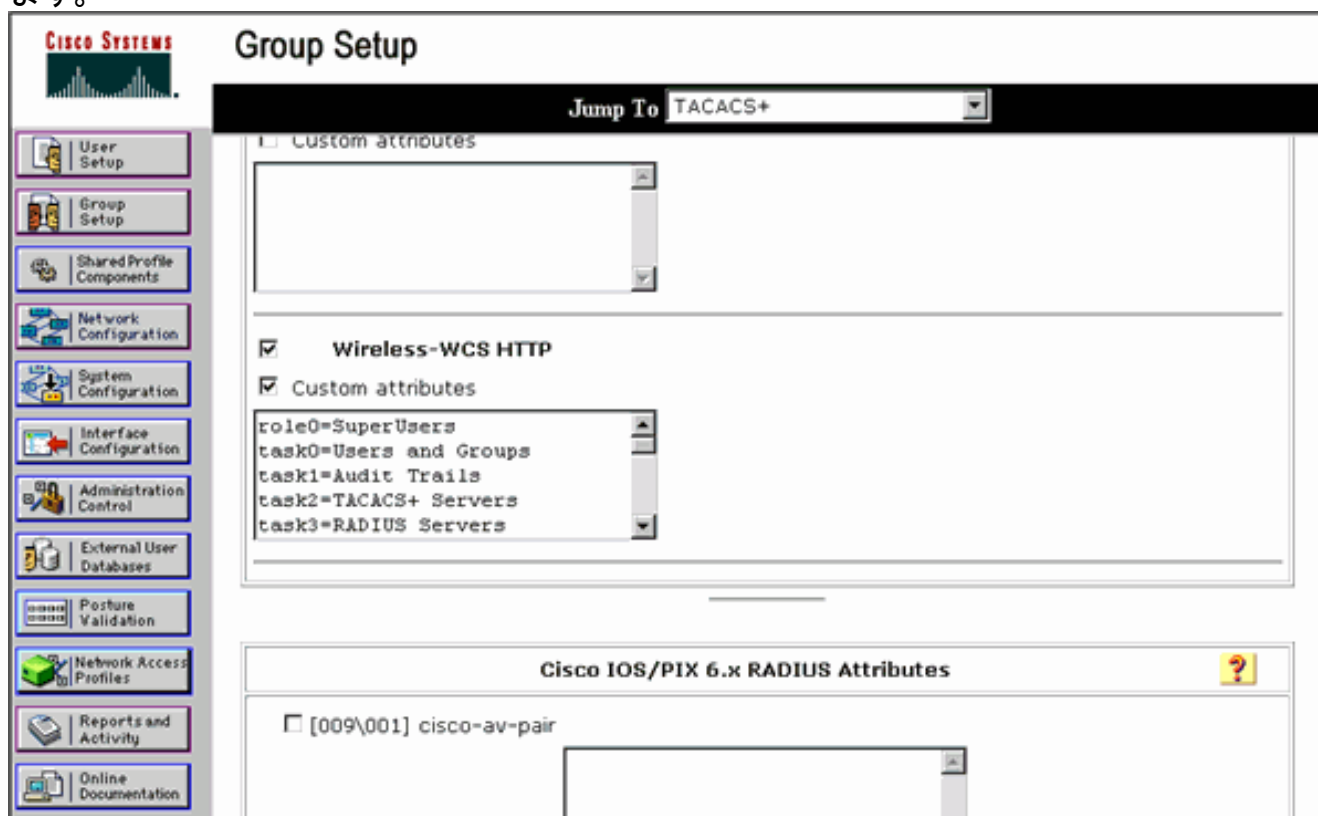 ます。
CISCO SYSTEMS
Group Setup
Jump To TACACS+
User
Setup
Group
Setup
Shared Profile
Components
Network
Configuration
System
Configuration
Interface
Configuration
Administration
Control
External User
Databases
Posture
Validation
Network Access
Profiles
Reports and
Activity
Online
Documentation
Custom attributes
Wireless-WCS HTTP
Custom attributes
role0=SuperUsers
task0=Users and Groups
task1=Audit Trails
task2=TACACS+ Servers
task3=RADIUS Servers
Cisco IOS/PIX 6.x RADIUS Attributes
?
[009\001] cisco-av-pair